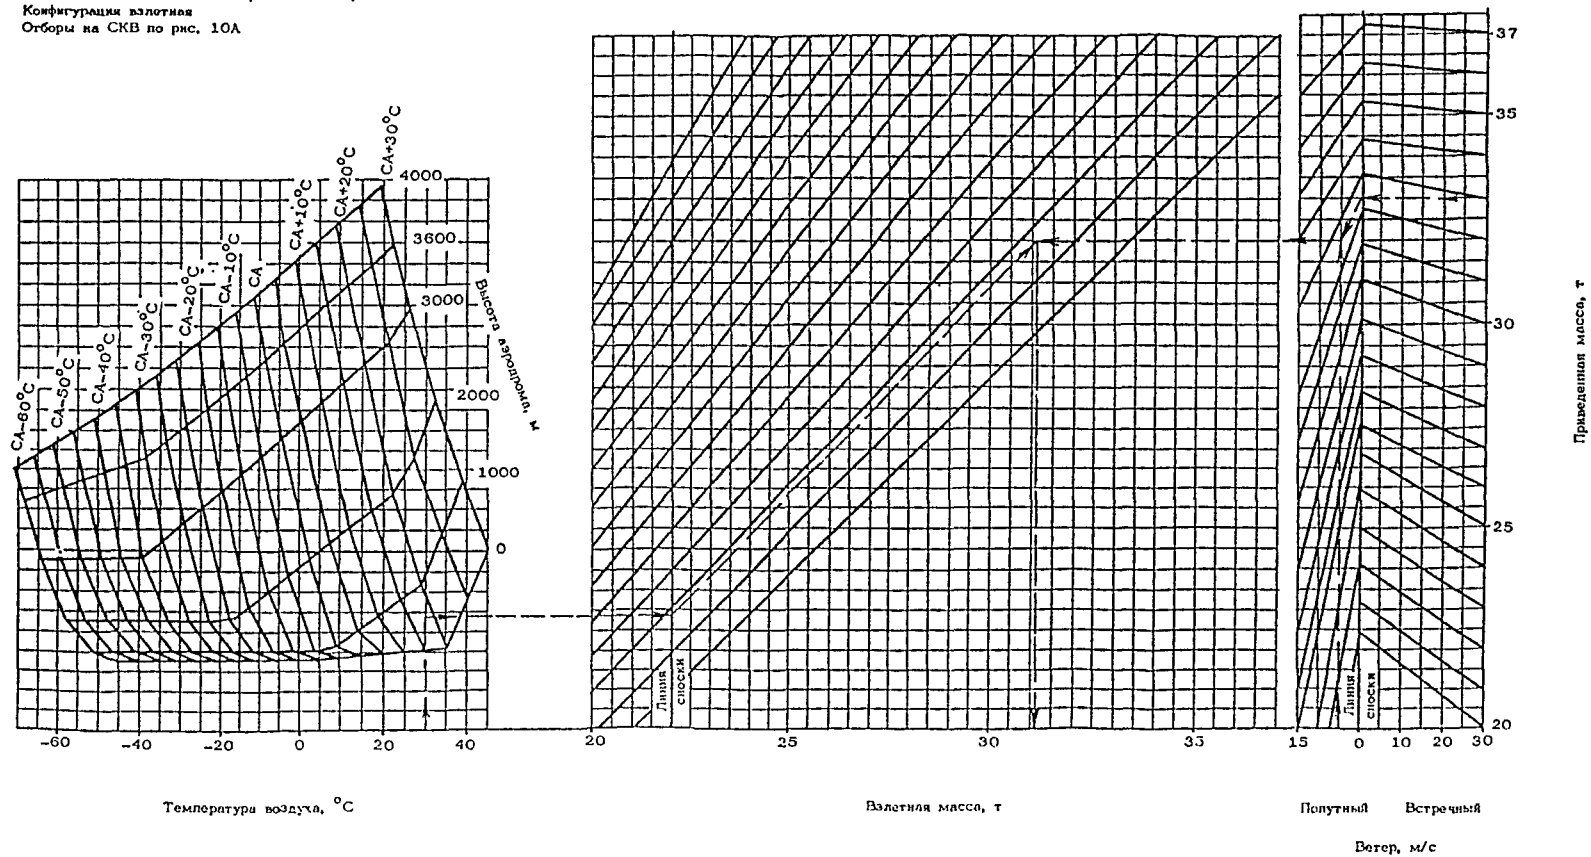 Конфигурация взлетная
Отборы на СКВ по рис. 10А
СА-60°С
СА-50°С
СА-40°С
СА-30°С
СА-20°С
СА-10°С
СА
СА+10°С
СА+20°С
СА+30°С
4000
3600
3000
2000
1000
0
Высота аэродрома, м
-60 -40 -20 0 20 40
Температура воздуха, °С
Линия
сноски
20 25 30 33
Взлетная масса, т
Линия
сноски
15 0 10 20 30
Попутный Встречный
Ветер, м/с
37
35
30
25
20
Приведенная масса, т